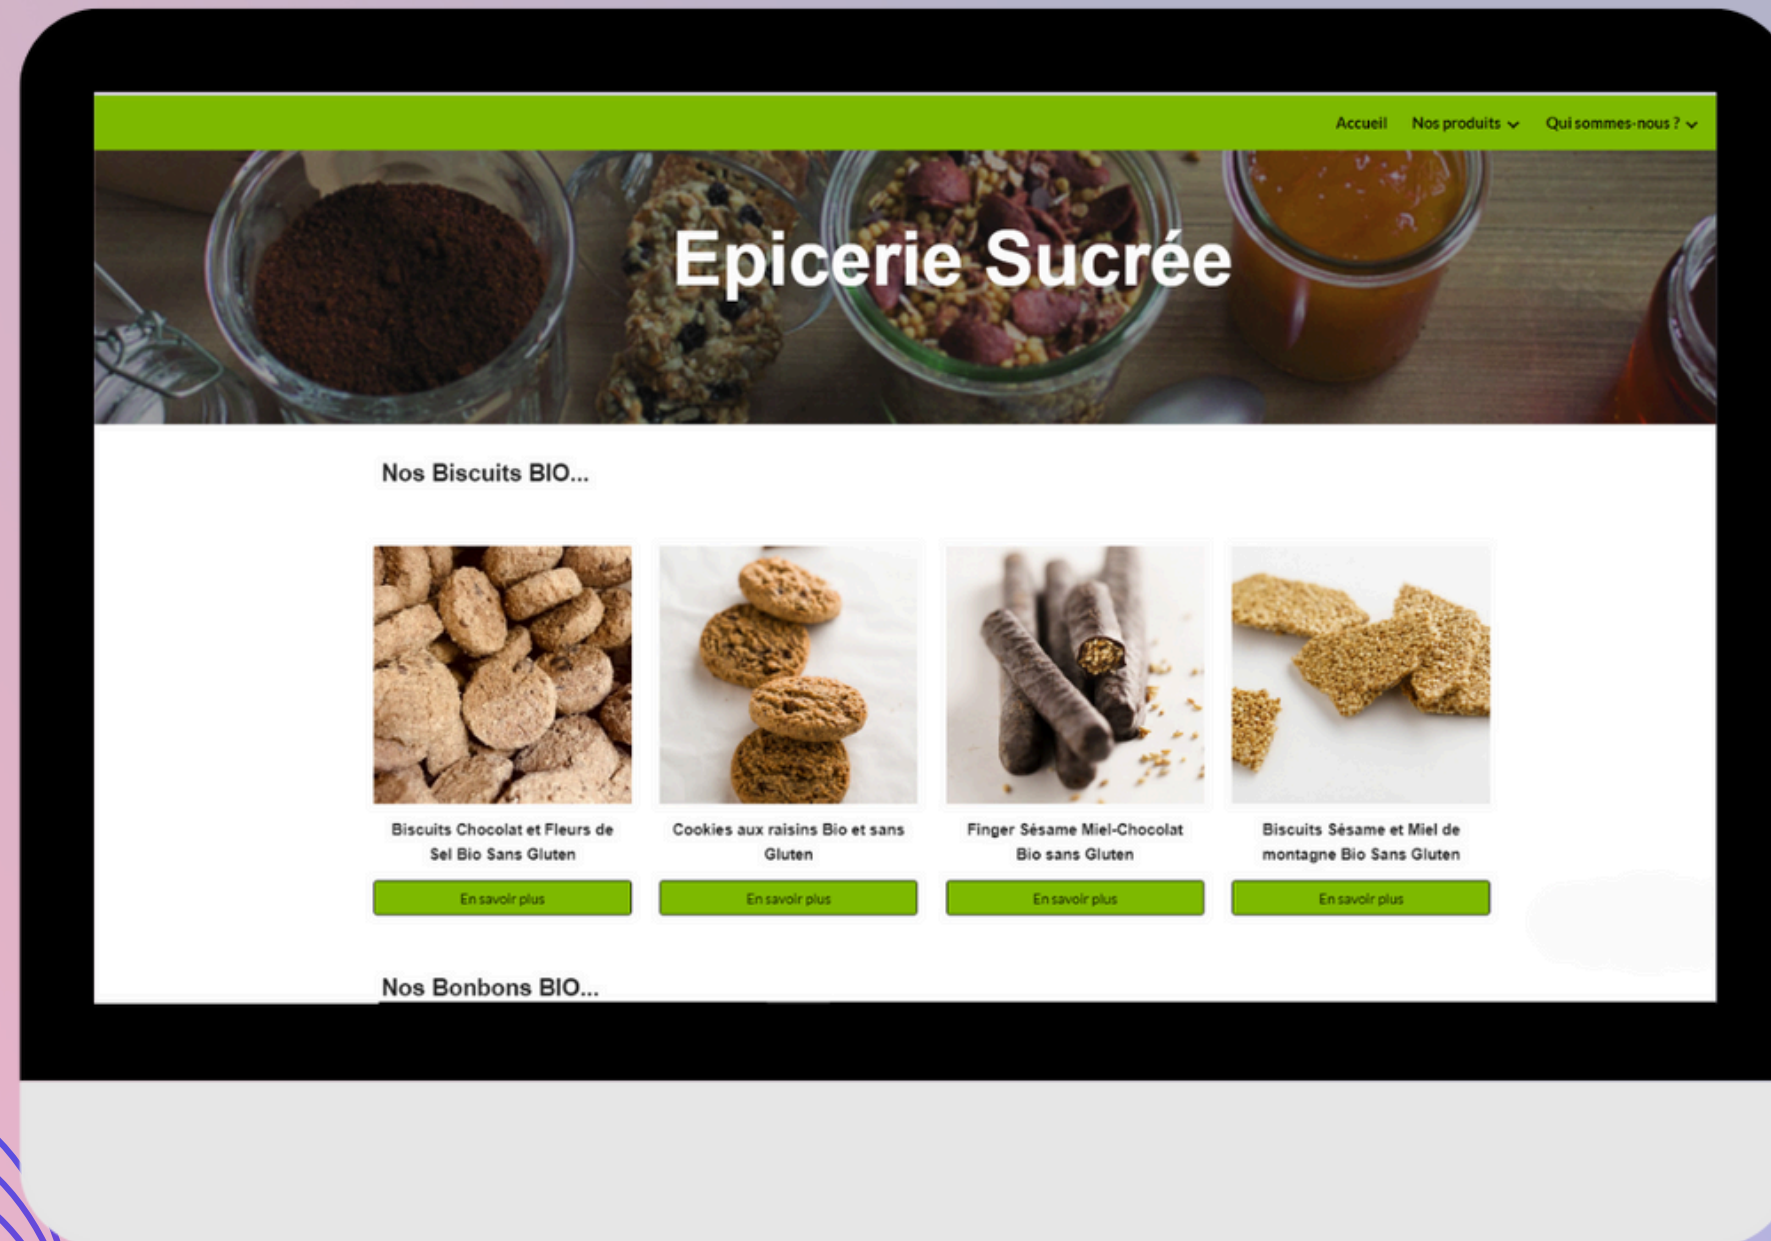 Accueil Nos produits Qui sommes-nous ?
Epicerie Sucrée
Nos Biscuits BIO...
Biscuits Chocolat et Fleurs de
Sel Bio Sans Gluten
Cookies aux raisins Bio et sans
Gluten
Finger Sésame Miel-Chocolat
Bio sans Gluten
Biscuits Sésame et Miel de
montagne Bio Sans Gluten
En savoir plus
En savoir plus
En savoir plus
En savoir plus
Nos Bonbons BIO...